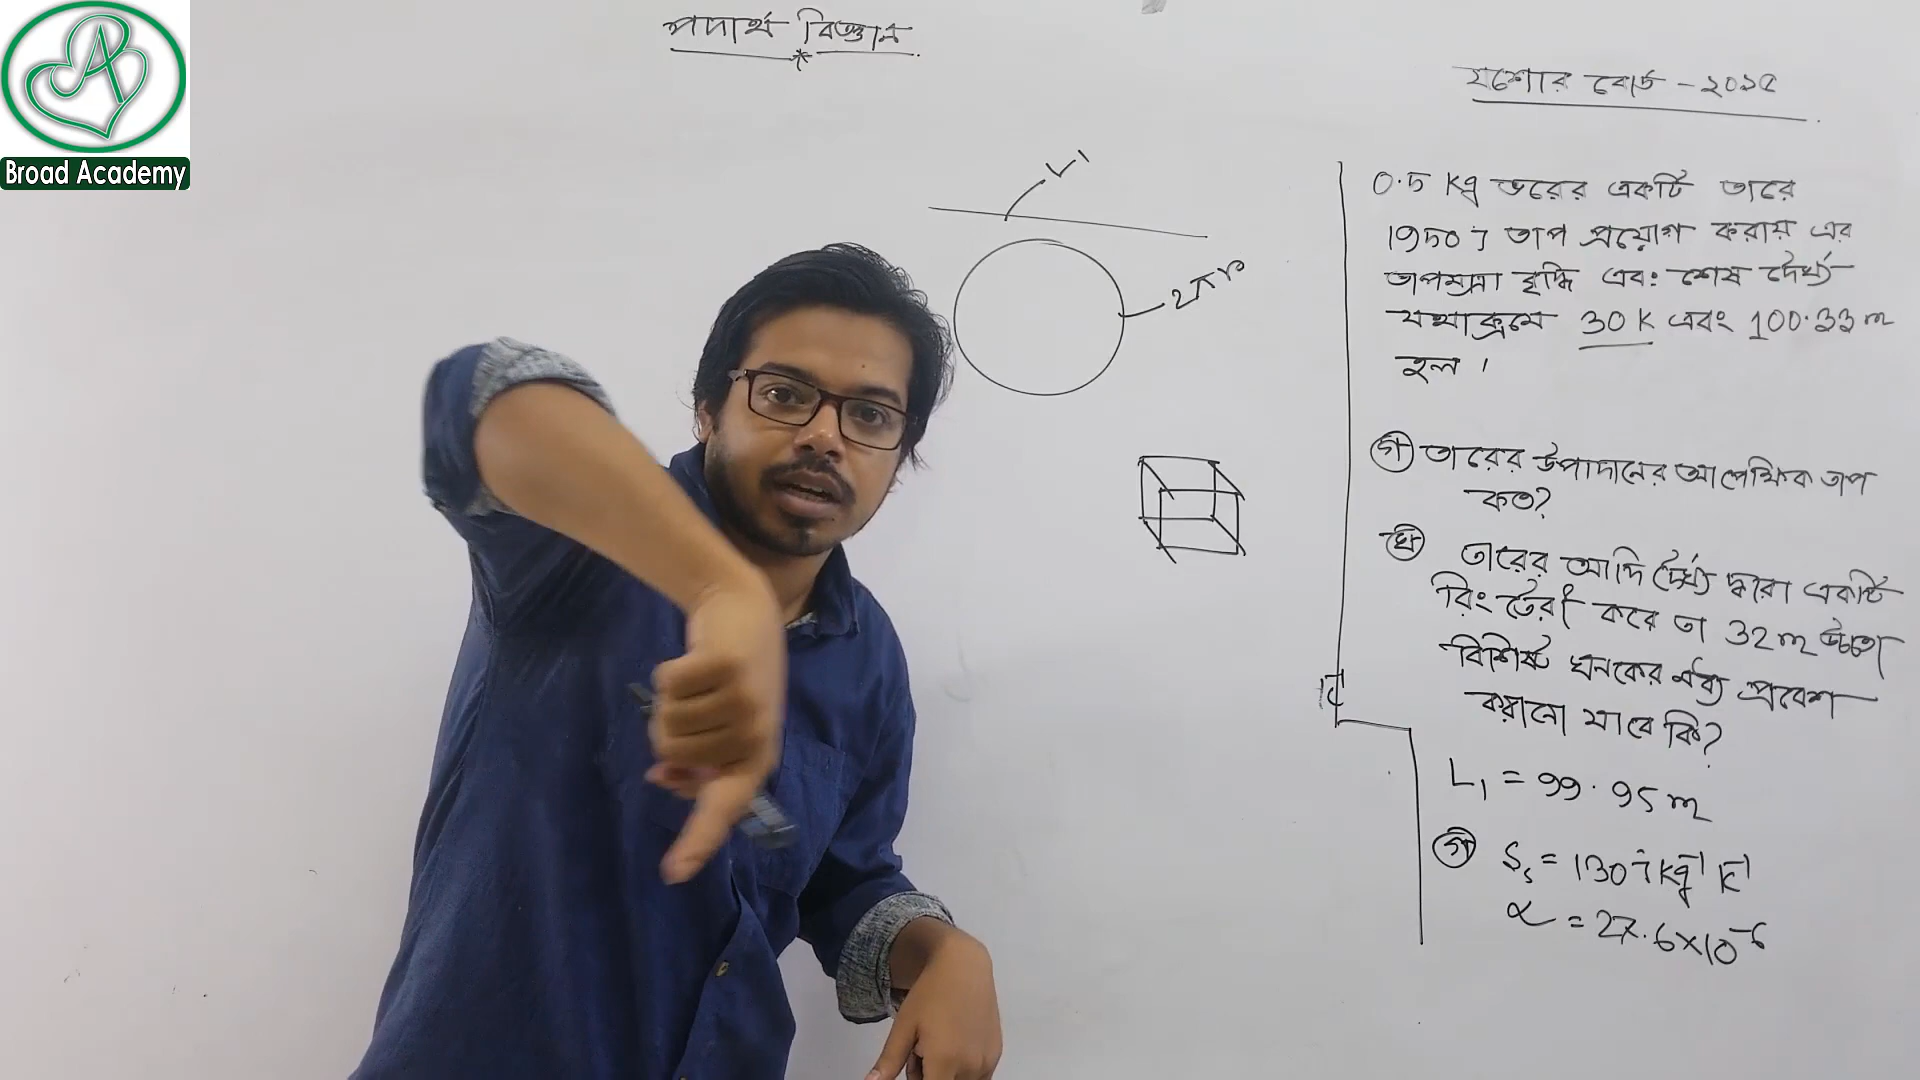 Broad Academy
পদার্থ বিজ্ঞান
যশোর বোর্ড - ২০১৫
L1
2πr
0.5 Kg ভরের একটি তারে
1950 J তাপ প্রয়োগ করায় এর
তাপমাত্রা বৃদ্ধি এবং শেষ দৈর্ঘ্য
যথাক্রমে 30 K এবং 100.33 m
হল ।
গ তারের উপাদানের আপেক্ষিক তাপ
কত?
ঘ তারের আদি দৈর্ঘ্য দ্বারা একটি
রিং তৈরী করে তা 32 m উচ্চতা
বিশিষ্ট ঘনকের মধ্যে প্রবেশ
করানো যাবে কি?
L₁ = 99.95 m
গ S = 130 J kg⁻¹ K⁻¹
α = 27.6×10⁻⁶